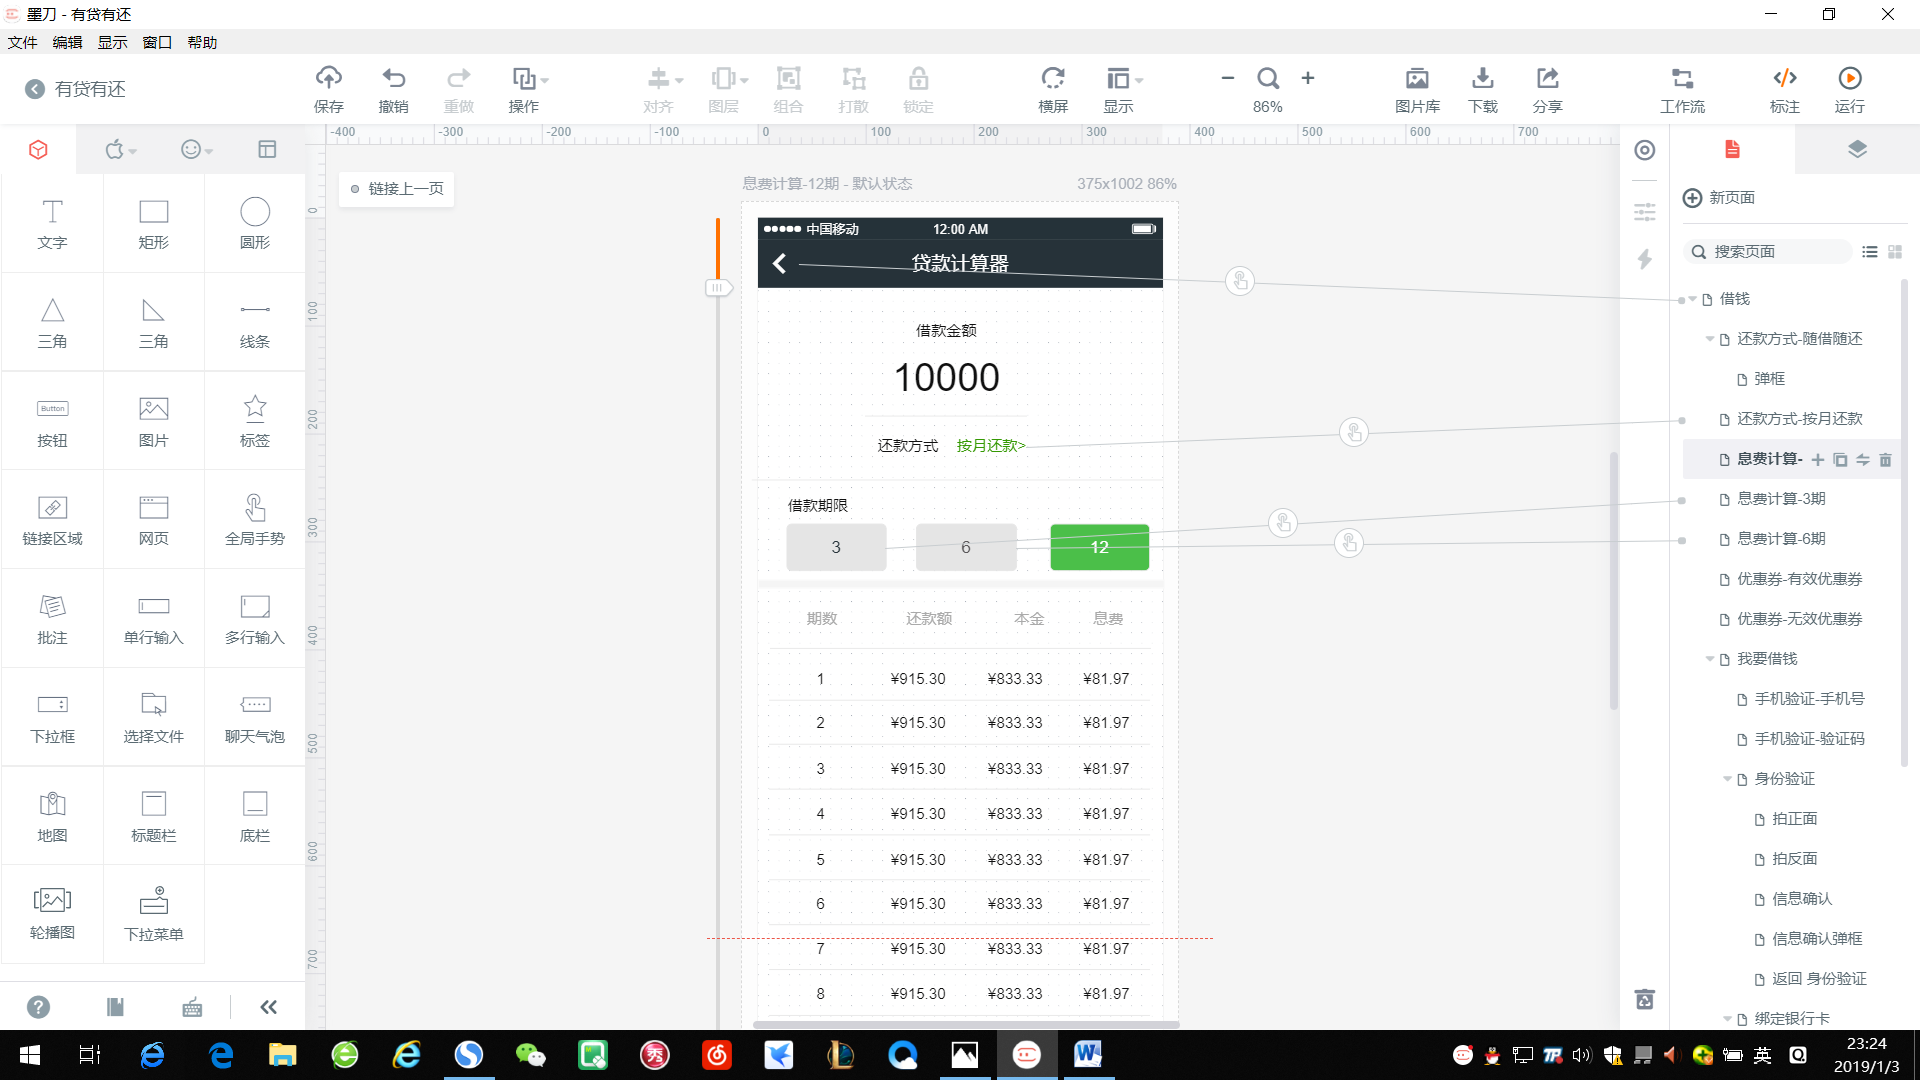 墨刀 - 有贷有还
文件 编辑 显示 窗口 帮助
有贷有还
保存 撤销 重做 操作 对齐 图层 组合 打散 锁定 横屏 显示 86% 图片库 下载 分享 工作流 标注 运行
-400 -300 -200 -100 0 100 200 300 400 500 600 700
0
100
200
300
400
500
600
700
文字 矩形 圆形
三角 三角 线条
Button
按钮 图片 标签
链接区域 网页 全局手势
批注 单行输入 多行输入
下拉框 选择文件 聊天气泡
地图 标题栏 底栏
轮播图 下拉菜单
链接上一页
息费计算-12期 - 默认状态 375x1002 86%
中国移动 12:00 AM
贷款计算器
借款金额
10000
还款方式 按月还款>
借款期限
3 6 12
期数 还款额 本金 息费
1 ¥915.30 ¥833.33 ¥81.97
2 ¥915.30 ¥833.33 ¥81.97
3 ¥915.30 ¥833.33 ¥81.97
4 ¥915.30 ¥833.33 ¥81.97
5 ¥915.30 ¥833.33 ¥81.97
6 ¥915.30 ¥833.33 ¥81.97
7 ¥915.30 ¥833.33 ¥81.97
8 ¥915.30 ¥833.33 ¥81.97
新页面
搜索页面
借钱
还款方式-随借随还
弹框
还款方式-按月还款
息费计算-
息费计算-3期
息费计算-6期
优惠券-有效优惠券
优惠券-无效优惠券
我要借钱
手机验证-手机号
手机验证-验证码
身份验证
拍正面
拍反面
信息确认
信息确认弹框
返回 身份验证
绑定银行卡
秀
英
23:24
2019/1/3